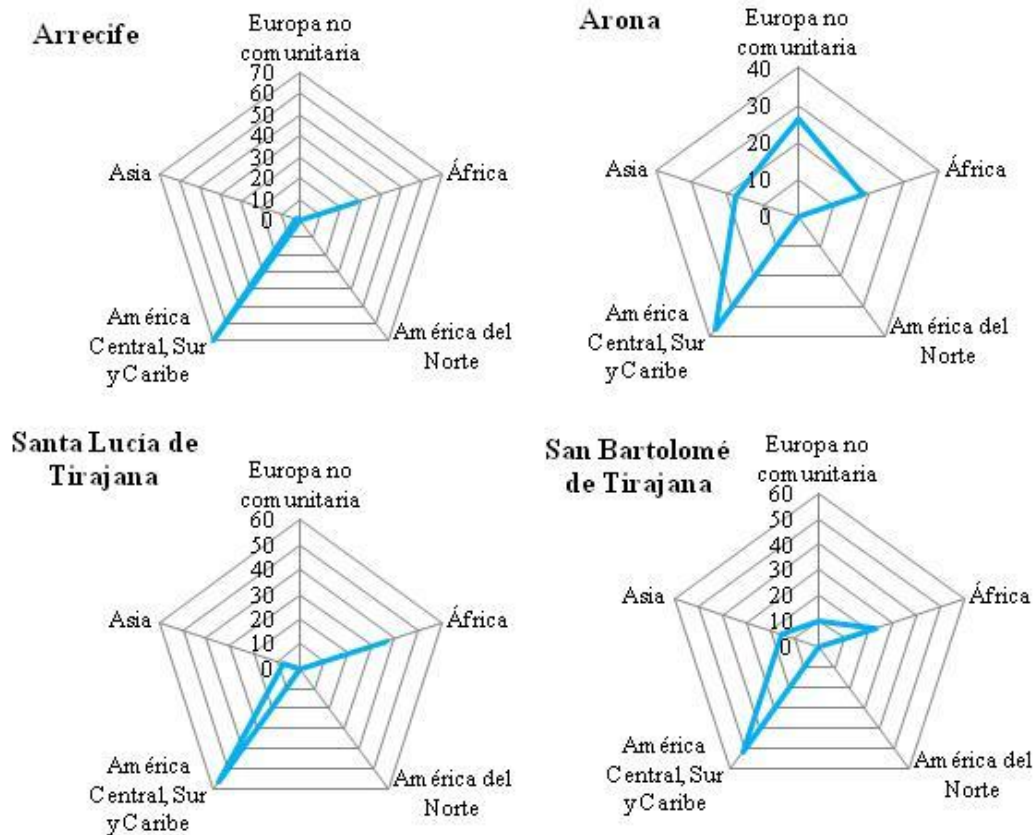 Arrecife
Europa no
comunitaria
70
60
50
40
30
20
10
0
Asia
África
América
Central, Sur
y Caribe
América del
Norte
Arona
Europa no
comunitaria
40
30
20
10
0
Asia
África
América
Central, Sur
y Caribe
América del
Norte
Santa Lucía de
Tirajana
Europa no
comunitaria
60
50
40
30
20
10
0
Asia
África
América
Central, Sur
y Caribe
América del
Norte
San Bartolomé
de Tirajana
Europa no
comunitaria
60
50
40
30
20
10
0
Asia
África
América
Central, Sur
y Caribe
América del
Norte